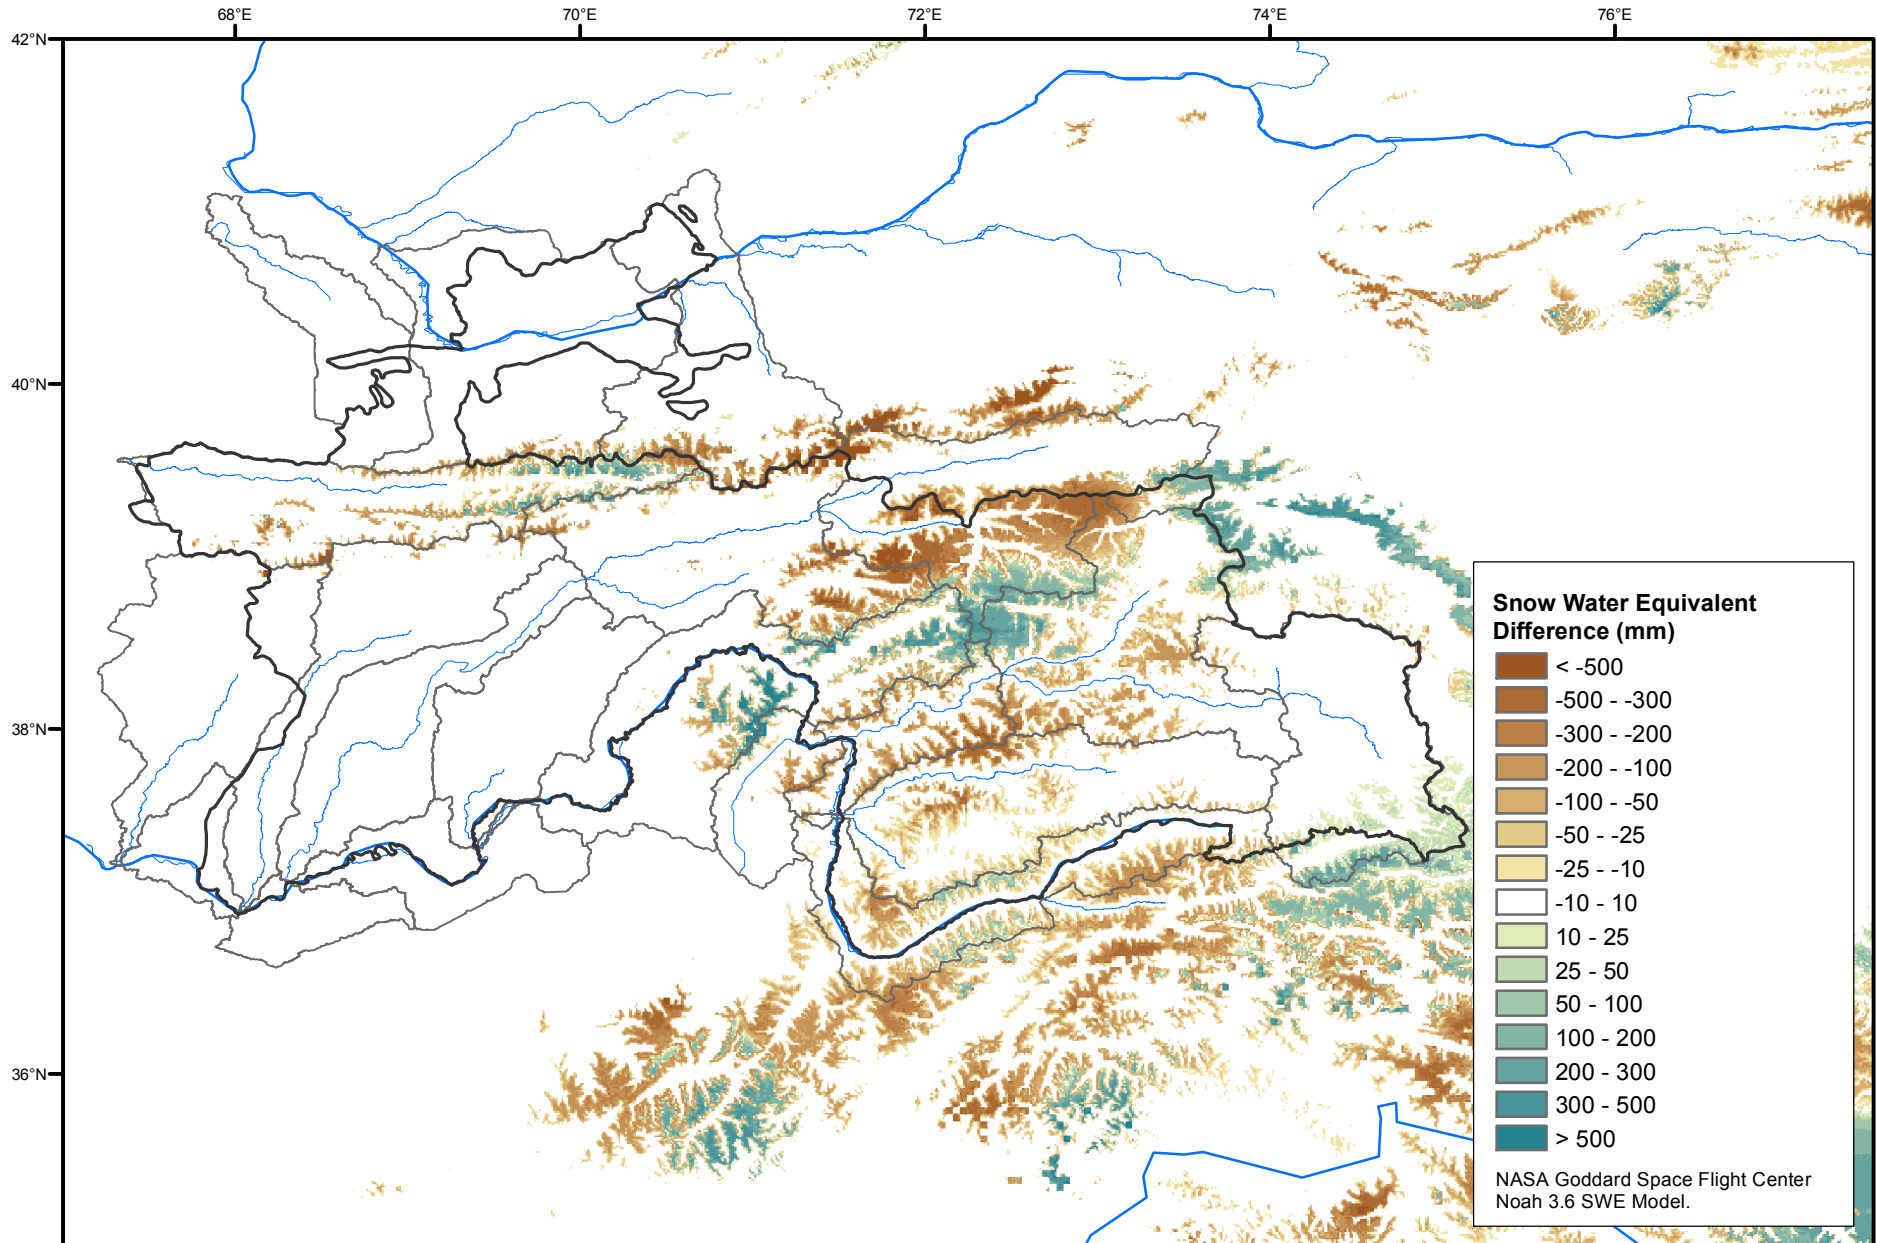 68°E
70°E
72°E
74°E
76°E
42°N
40°N
38°N
36°N
Snow Water Equivalent
Difference (mm)
< -500
-500 - -300
-300 - -200
-200 - -100
-100 - -50
-50 - -25
-25 - -10
-10 - 10
10 - 25
25 - 50
50 - 100
100 - 200
200 - 300
300 - 500
> 500
NASA Goddard Space Flight Center
Noah 3.6 SWE Model.